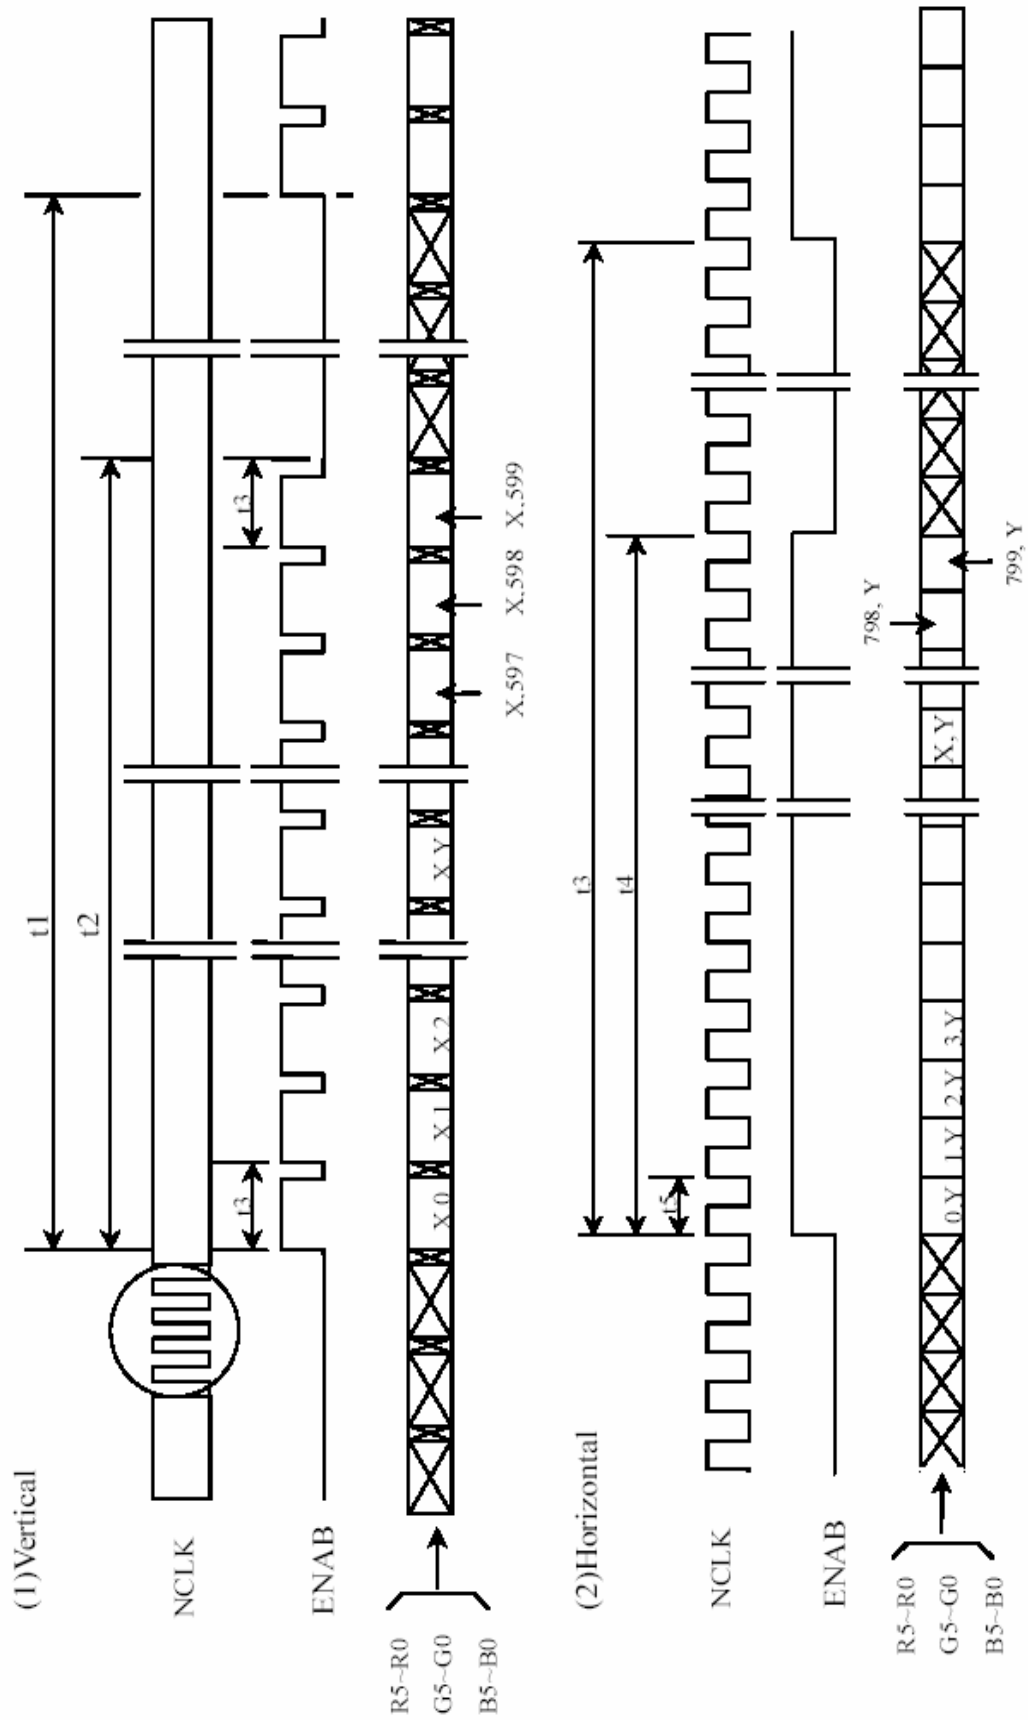 (1)Vertical
t1
t2
NCLK
t3
t3
ENAB
R5~R0
G5~G0
B5~B0
X.0
X.1
X.2
X.Y
X.597
X.598
X.599
(2)Horizontal
t3
t4
t5
NCLK
ENAB
798, Y
R5~R0
G5~G0
B5~B0
0.Y
1.Y
2.Y
3.Y
X,Y
799, Y